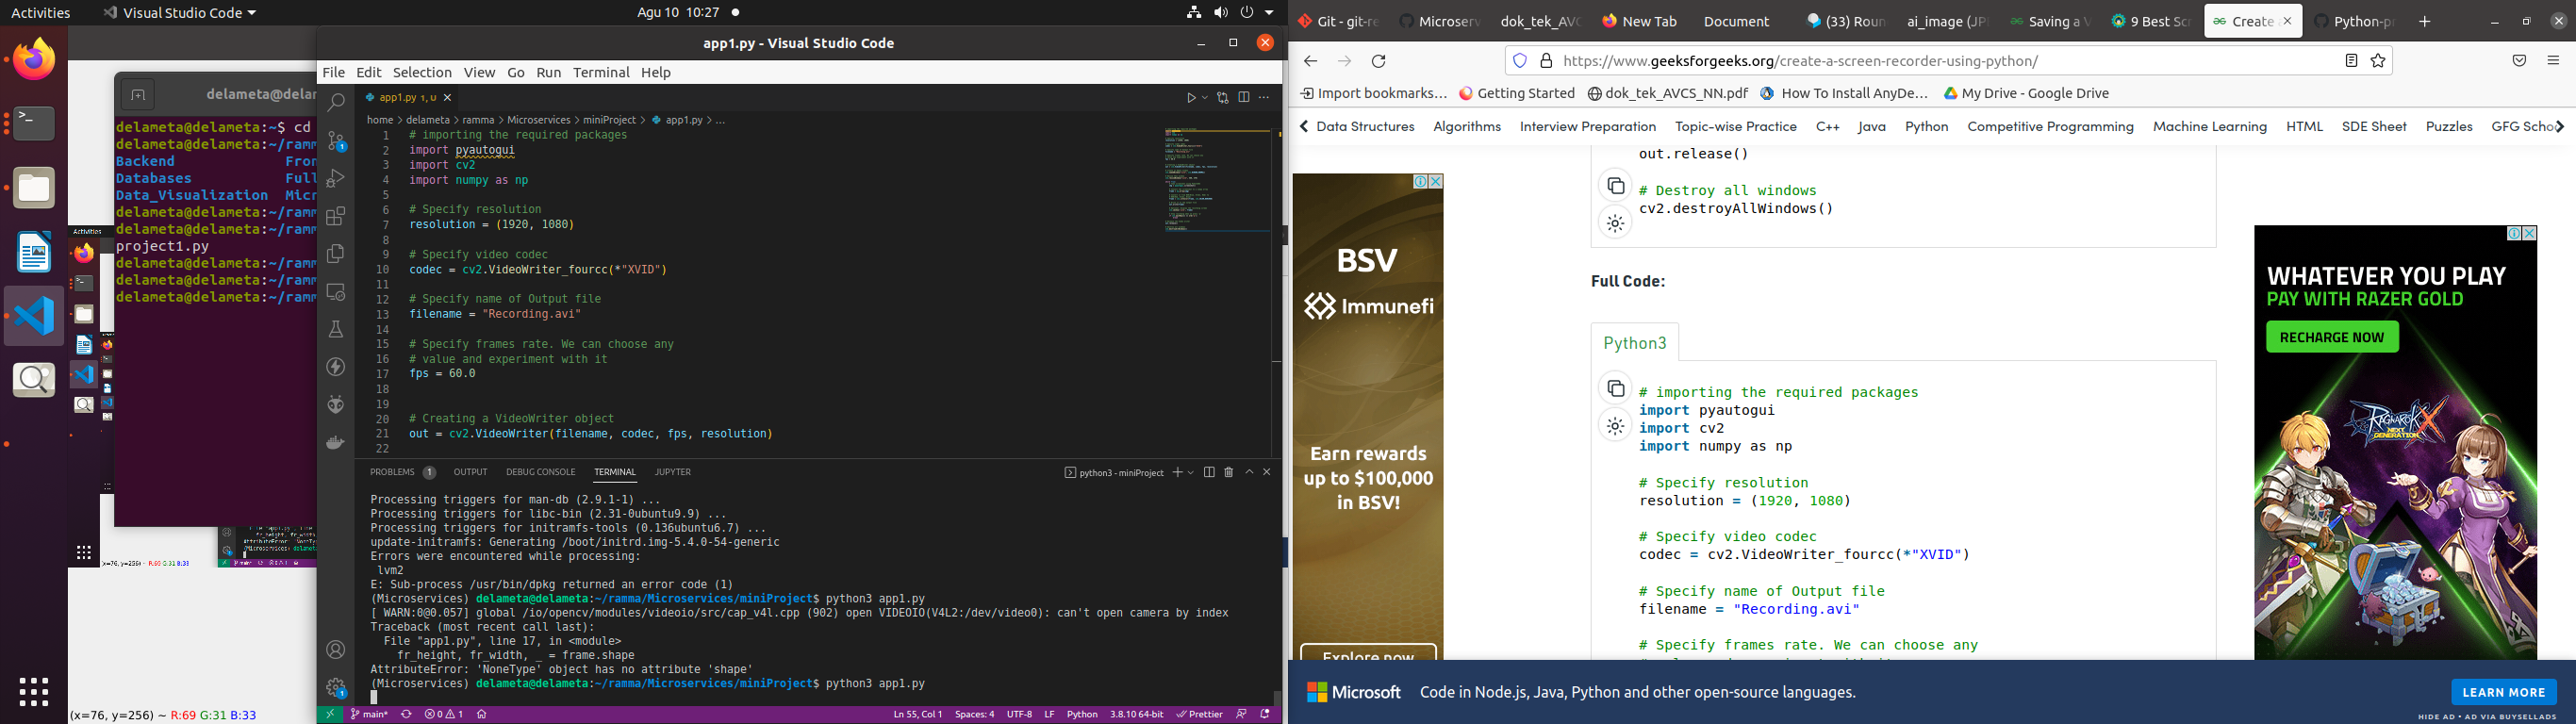 Activities
Visual Studio Code
Agu 10 10:27
app1.py - Visual Studio Code
File Edit Selection View Go Run Terminal Help
delameta@delam
delameta@delameta:~$ cd
delameta@delameta:~/ramm
Backend Fron
Databases Full
Data_Visualization Micr
delameta@delameta:~/ramm
delameta@delameta:~/ramm
project1.py
delameta@delameta:~/ramm
delameta@delameta:~/ramm
delameta@delameta:~/ramm
(x=76, y=256) ~ R:69 G:31 B:33
app1.py 1, U
home > delameta > ramma > Microservices > miniProject > app1.py > ...
1 # importing the required packages
2 import pyautogui
3 import cv2
4 import numpy as np
5
6 # Specify resolution
7 resolution = (1920, 1080)
8
9 # Specify video codec
10 codec = cv2.VideoWriter_fourcc(*"XVID")
11
12 # Specify name of Output file
13 filename = "Recording.avi"
14
15 # Specify frames rate. We can choose any
16 # value and experiment with it
17 fps = 60.0
18
19
20 # Creating a VideoWriter object
21 out = cv2.VideoWriter(filename, codec, fps, resolution)
22
PROBLEMS 1 OUTPUT DEBUG CONSOLE TERMINAL JUPYTER
python3 - miniProject
Processing triggers for man-db (2.9.1-1) ...
Processing triggers for libc-bin (2.31-0ubuntu9.9) ...
Processing triggers for initramfs-tools (0.136ubuntu6.7) ...
update-initramfs: Generating /boot/initrd.img-5.4.0-54-generic
Errors were encountered while processing:
lvm2
E: Sub-process /usr/bin/dpkg returned an error code (1)
(Microservices) delameta@delameta:~/ramma/Microservices/miniProject$ python3 app1.py
[ WARN:0@0.057] global /io/opencv/modules/videoio/src/cap_v4l.cpp (902) open VIDEOIO(V4L2:/dev/video0): can't open camera by index
Traceback (most recent call last):
File "app1.py", line 17, in <module>
fr_height, fr_width, _ = frame.shape
AttributeError: 'NoneType' object has no attribute 'shape'
(Microservices) delameta@delameta:~/ramma/Microservices/miniProject$ python3 app1.py
main* 0 1 Ln 55, Col 1 Spaces: 4 UTF-8 LF Python 3.8.10 64-bit Prettier
Git - git-re Microserv dok_tek_AVC New Tab Document (33) Roun ai_image (JP Saving a V 9 Best Scr Create Python-p
https://www.geeksforgeeks.org/create-a-screen-recorder-using-python/
Import bookmarks... Getting Started dok_tek_AVCS_NN.pdf How To Install AnyDe... My Drive - Google Drive
Data Structures Algorithms Interview Preparation Topic-wise Practice C++ Java Python Competitive Programming Machine Learning HTML SDE Sheet Puzzles GFG Schoo
out.release()
# Destroy all windows
cv2.destroyAllWindows()
Full Code:
Python3
# importing the required packages
import pyautogui
import cv2
import numpy as np
# Specify resolution
resolution = (1920, 1080)
# Specify video codec
codec = cv2.VideoWriter_fourcc(*"XVID")
# Specify name of Output file
filename = "Recording.avi"
# Specify frames rate. We can choose any
BSV
Immunefi
Earn rewards
up to $100,000
in BSV!
Explore now
WHATEVER YOU PLAY
PAY WITH RAZER GOLD
RECHARGE NOW
RAGNAROK X
NEXT GENERATION
Microsoft
Code in Node.js, Java, Python and other open-source languages.
LEARN MORE
HIDE AD • AD VIA BUYSELLADS